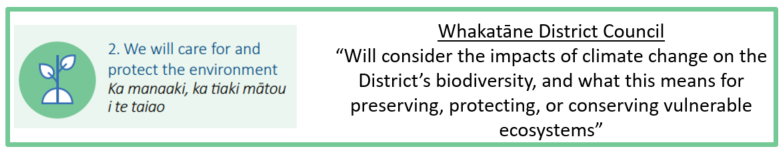 2. We will care for and
protect the environment
Ka manaaki, ka tiaki mātou
i te taiao
Whakatāne District Council
“Will consider the impacts of climate change on the
District’s biodiversity, and what this means for
preserving, protecting, or conserving vulnerable
ecosystems”